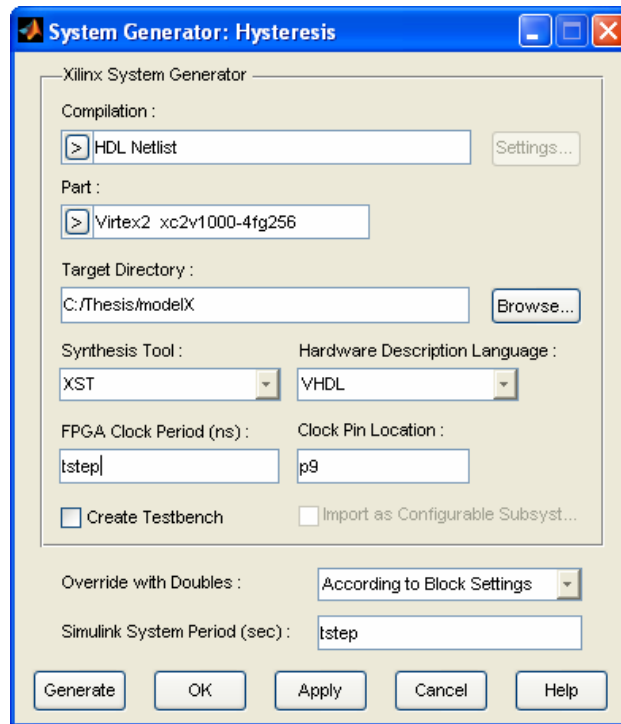 System Generator: Hysteresis
Xilinx System Generator
Compilation :
> HDL Netlist Settings...
Part :
> Virtex2 xc2v1000-4fg256
Target Directory :
C:/Thesis/modelX Browse...
Synthesis Tool : Hardware Description Language :
XST VHDL
FPGA Clock Period (ns) : Clock Pin Location :
tstep p9
Create Testbench Import as Configurable Subsyst...
Override with Doubles : According to Block Settings
Simulink System Period (sec) : tstep
Generate OK Apply Cancel Help